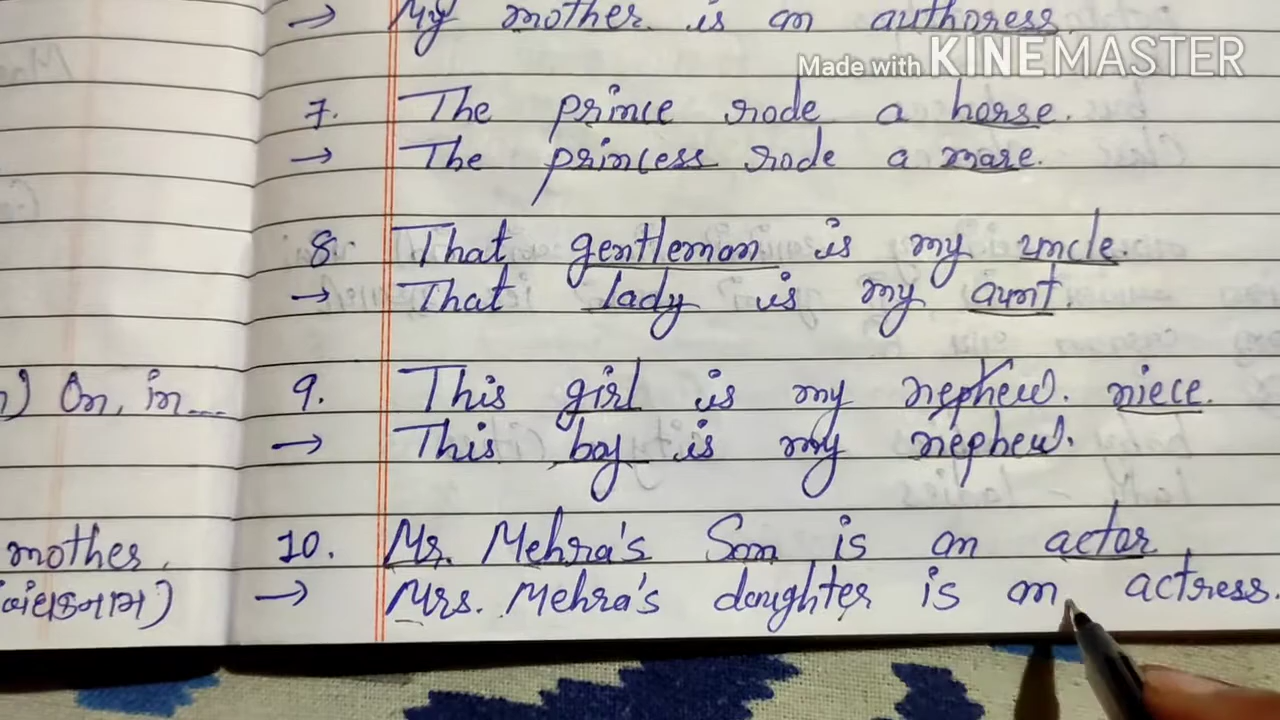 → My mother is an authoress.
Made with KINEMASTER
7. The prince rode a horse.
→ The princess rode a mare.
8. That gentleman is my uncle.
→ That lady is my aunt.
On, in...
9. This girl is my nephew. niece.
→ This boy is my nephew.
mother,
10. Mr. Mehra's Son is an actor,
→ Mrs. Mehra's daughter is an actress.